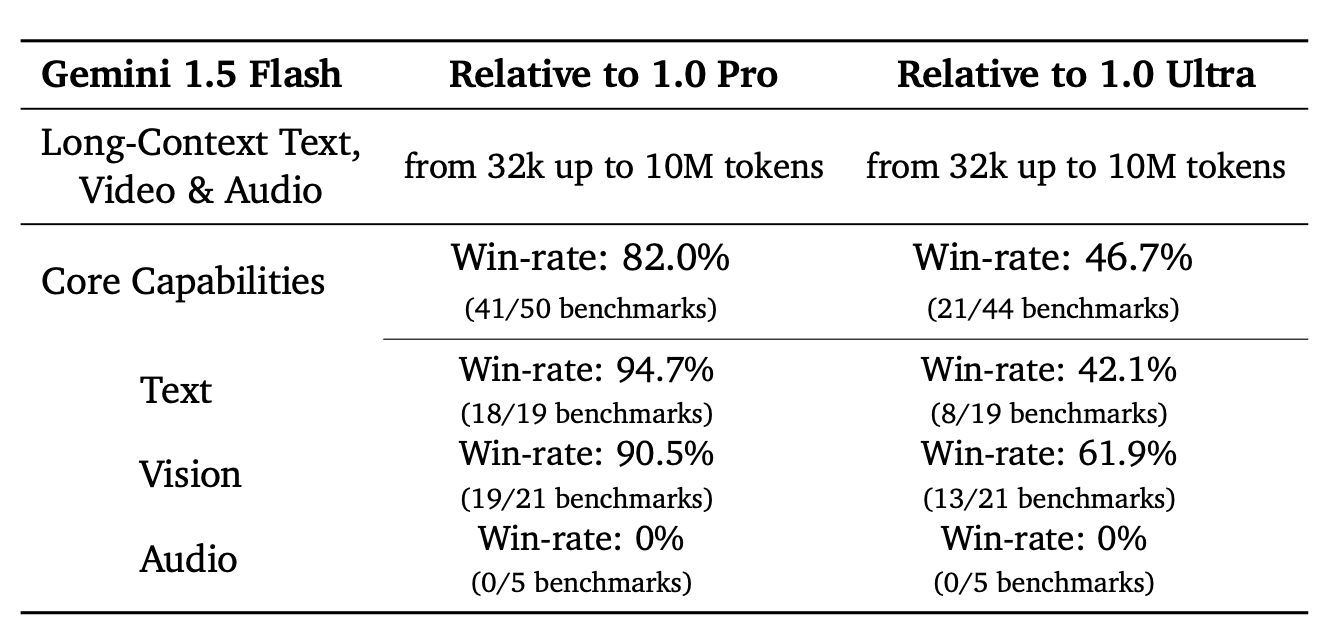 Gemini 1.5 Flash Relative to 1.0 Pro Relative to 1.0 Ultra
Long-Context Text,
Video & Audio
from 32k up to 10M tokens from 32k up to 10M tokens
Core Capabilities
Win-rate: 82.0% Win-rate: 46.7%
(41/50 benchmarks) (21/44 benchmarks)
Text
Win-rate: 94.7% Win-rate: 42.1%
(18/19 benchmarks) (8/19 benchmarks)
Vision
Win-rate: 90.5% Win-rate: 61.9%
(19/21 benchmarks) (13/21 benchmarks)
Audio
Win-rate: 0% Win-rate: 0%
(0/5 benchmarks) (0/5 benchmarks)